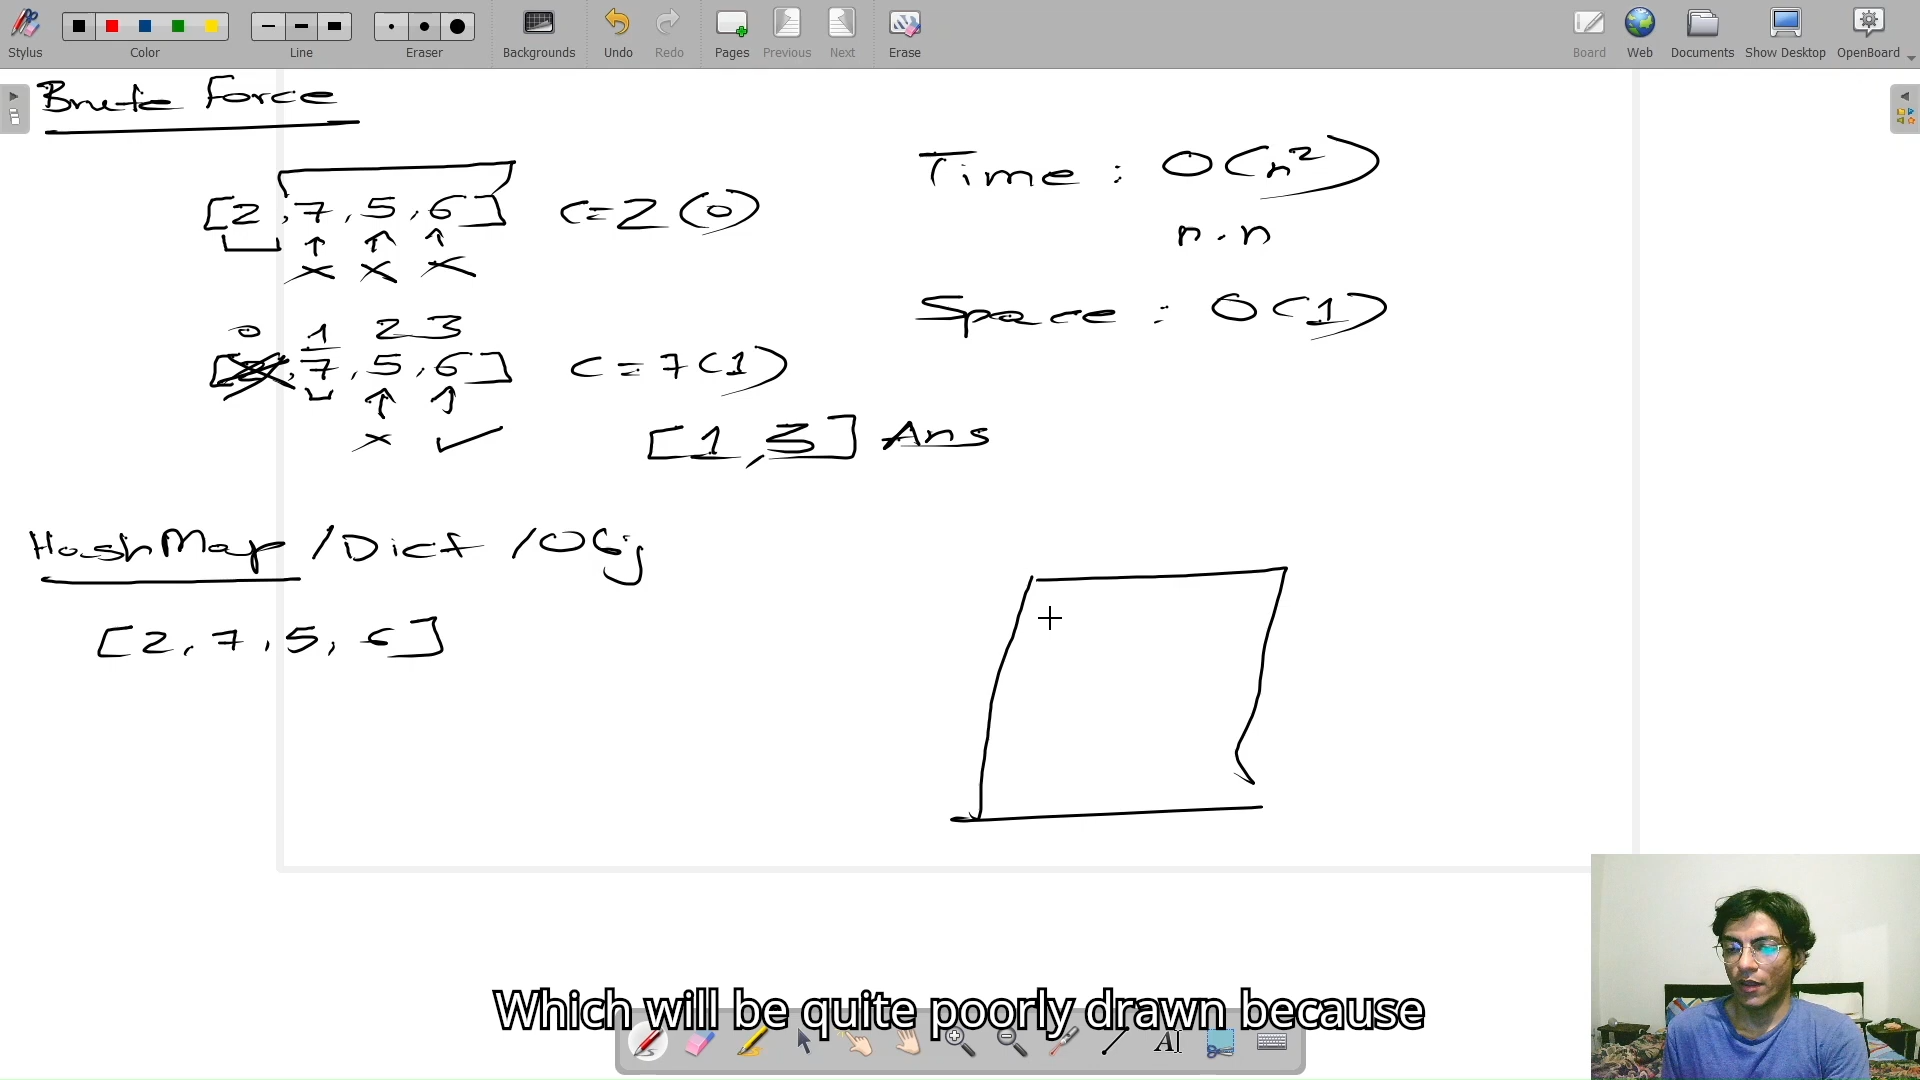 Stylus
Color
Line
Eraser
Backgrounds
Undo
Redo
Pages
Previous
Next
Erase
Board
Web
Documents
Show Desktop
OpenBoard
Brute Force
[2,7,5,6] C=2(0)
0 1 2 3
,7,5,6] C=7(1)
[1,3] Ans
Time : O(n²)
n.n
Space : O(1)
HashMap/Dict/Obj
[2,7,5,6]
Which will be quite poorly drawn because